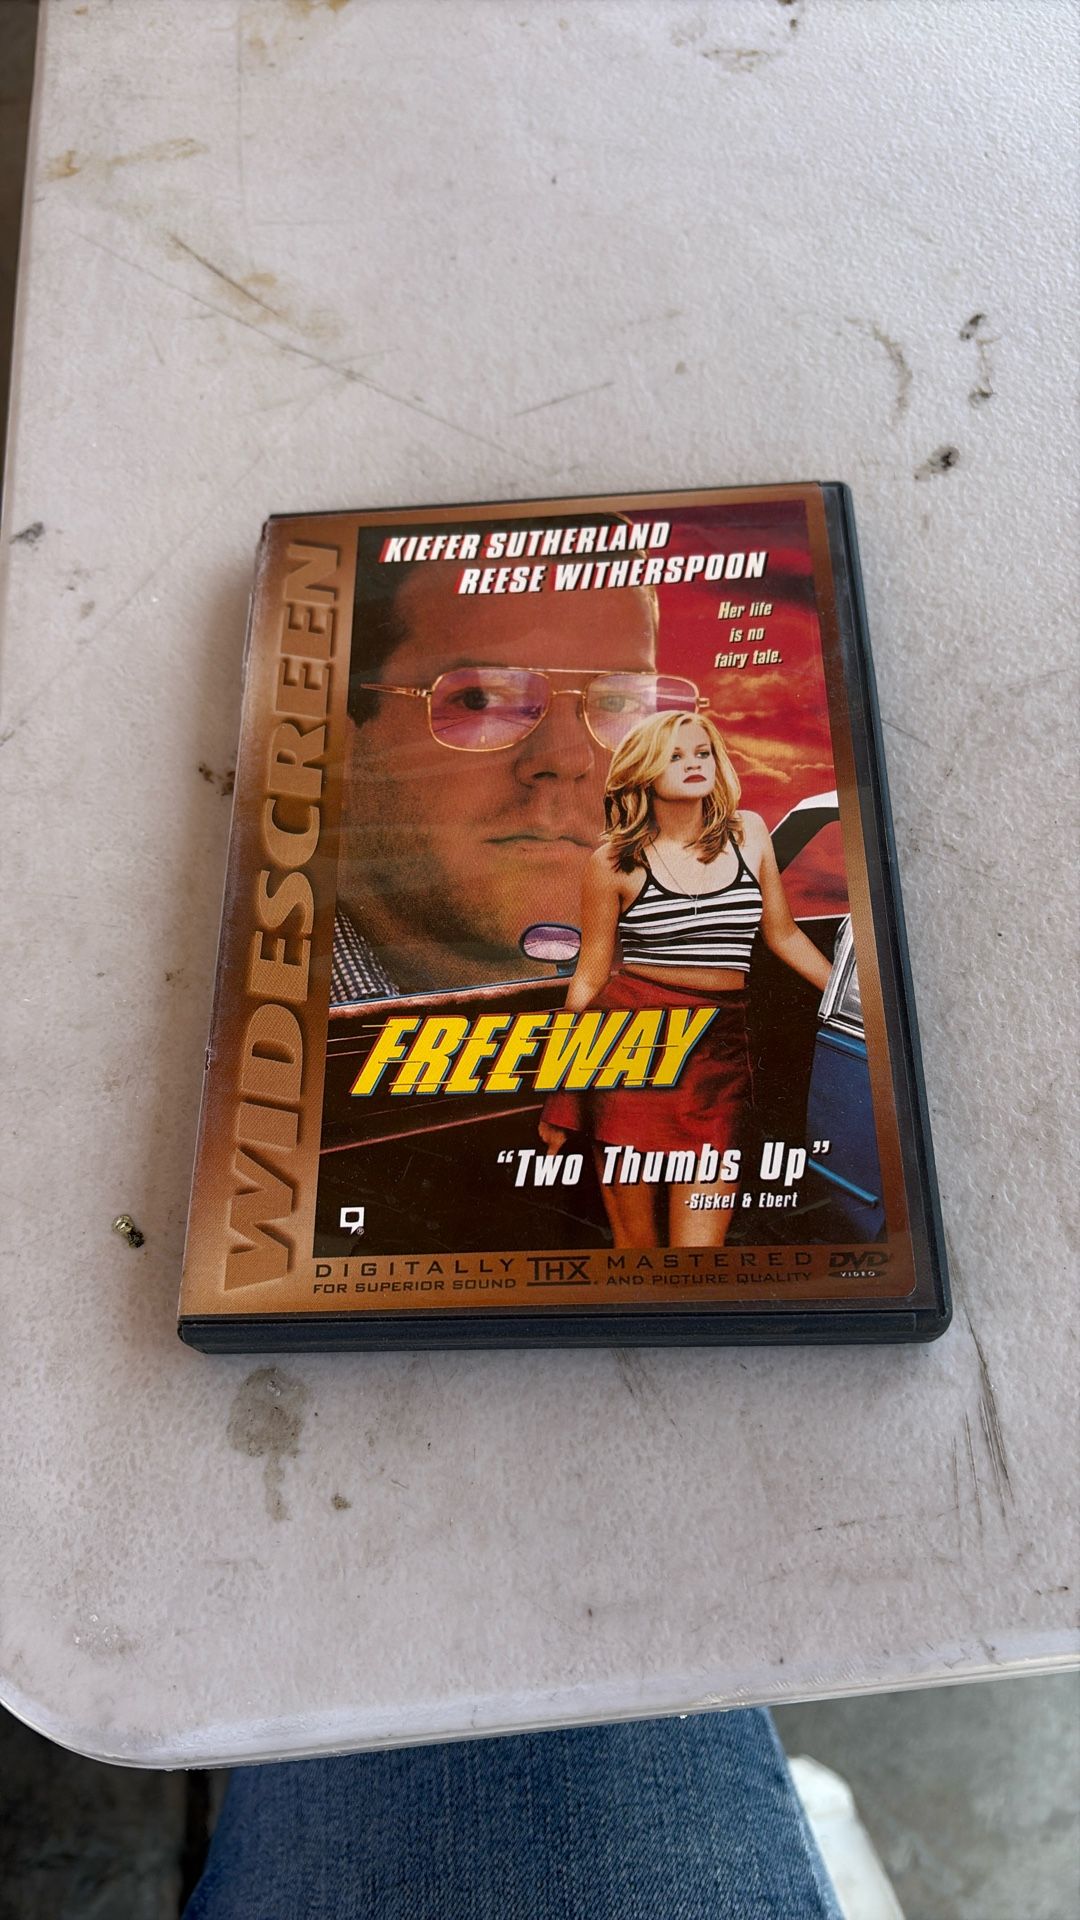 WIDESCREEN
KIEFER SUTHERLAND
REESE WITHERSPOON
Her life
is no
fairy tale.
FREEWAY
"Two Thumbs Up"
-Siskel & Ebert
DIGITALLY THX MASTERED DVD
FOR SUPERIOR SOUND AND PICTURE QUALITY VIDEO